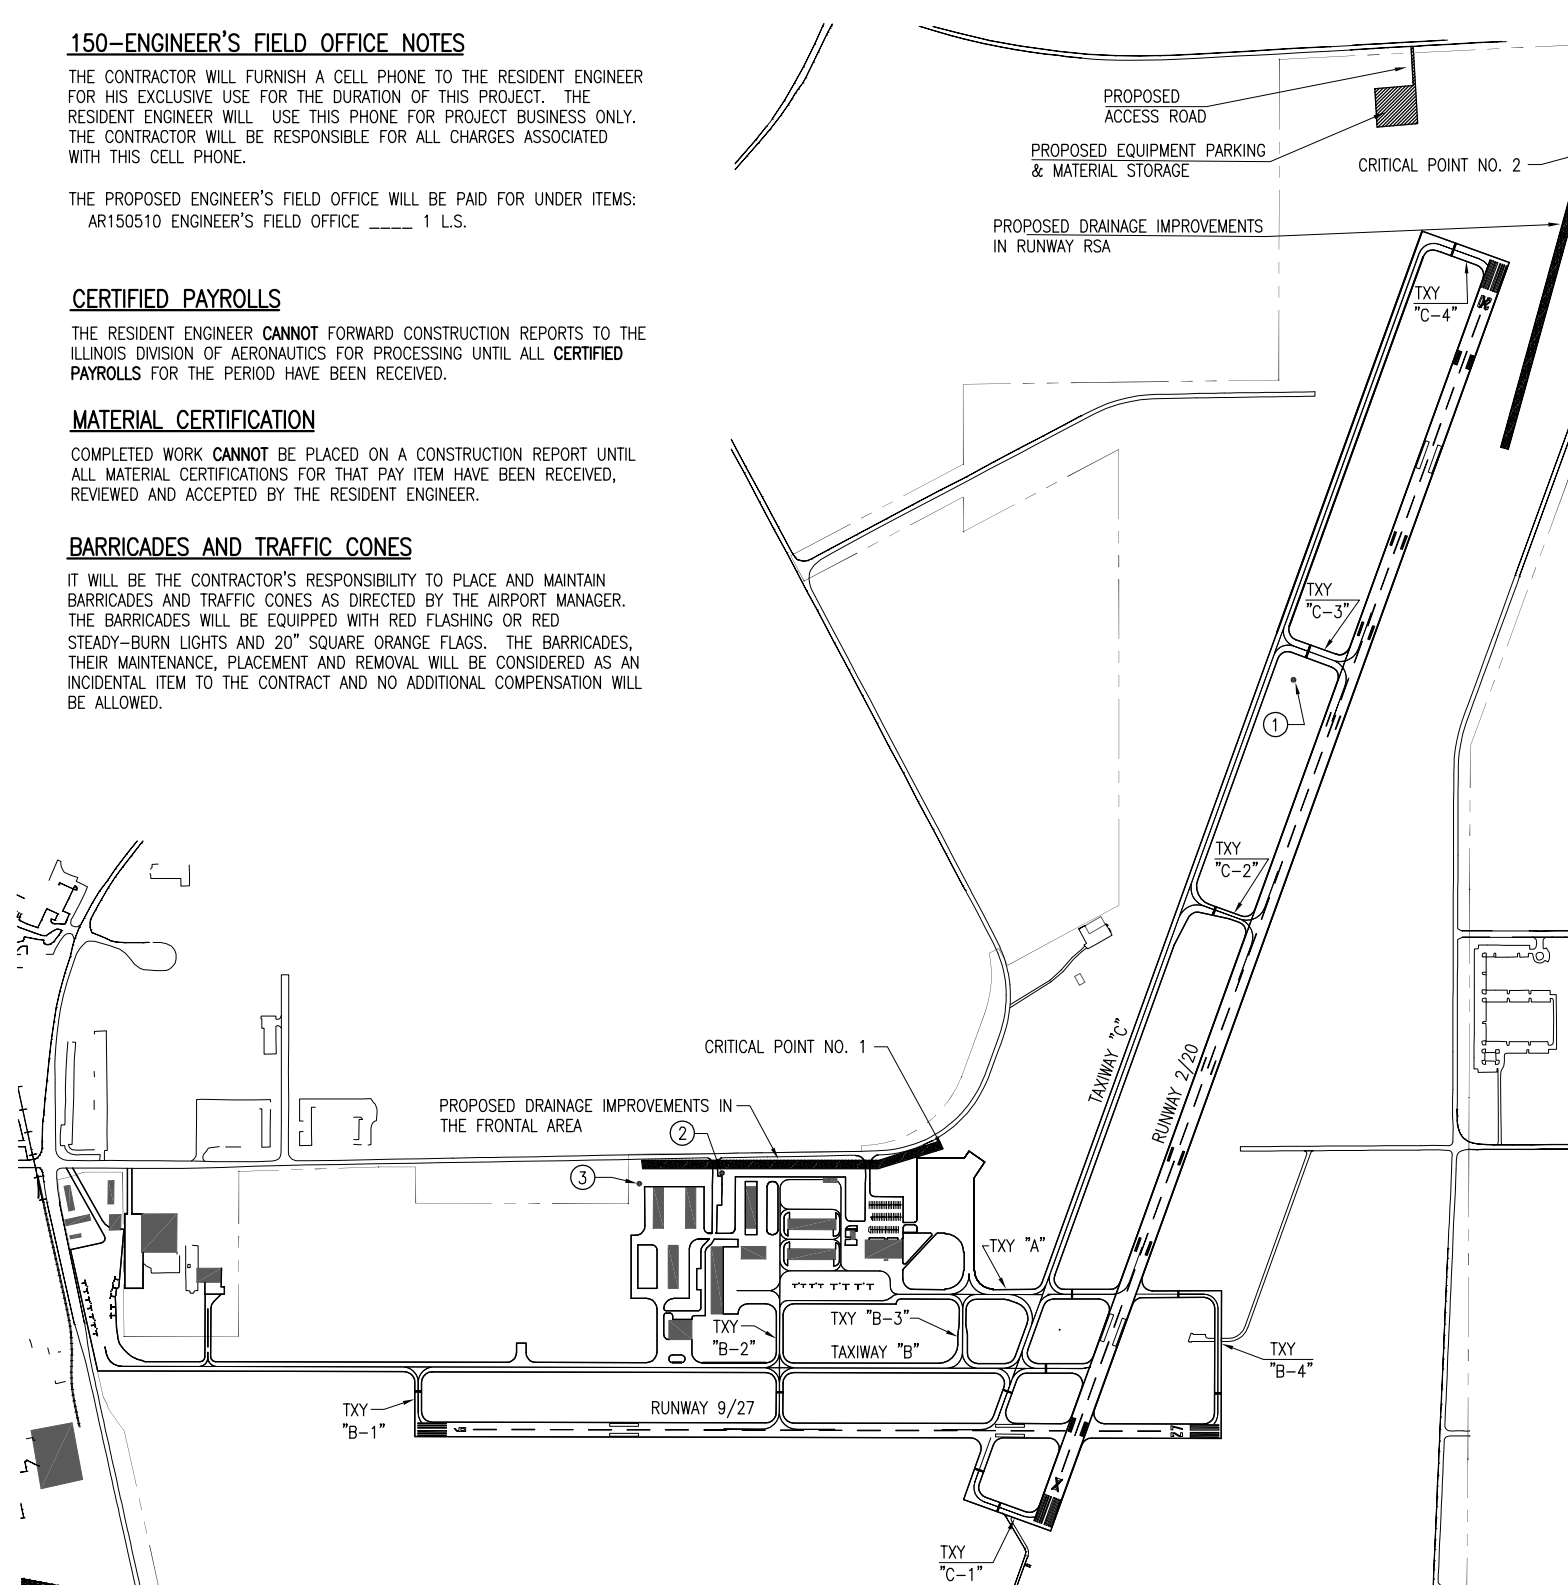 150–ENGINEER'S FIELD OFFICE NOTES
THE CONTRACTOR WILL FURNISH A CELL PHONE TO THE RESIDENT ENGINEER
FOR HIS EXCLUSIVE USE FOR THE DURATION OF THIS PROJECT. THE
RESIDENT ENGINEER WILL USE THIS PHONE FOR PROJECT BUSINESS ONLY.
THE CONTRACTOR WILL BE RESPONSIBLE FOR ALL CHARGES ASSOCIATED
WITH THIS CELL PHONE.
THE PROPOSED ENGINEER'S FIELD OFFICE WILL BE PAID FOR UNDER ITEMS:
AR150510 ENGINEER'S FIELD OFFICE ____ 1 L.S.
CERTIFIED PAYROLLS
THE RESIDENT ENGINEER CANNOT FORWARD CONSTRUCTION REPORTS TO THE
ILLINOIS DIVISION OF AERONAUTICS FOR PROCESSING UNTIL ALL CERTIFIED
PAYROLLS FOR THE PERIOD HAVE BEEN RECEIVED.
MATERIAL CERTIFICATION
COMPLETED WORK CANNOT BE PLACED ON A CONSTRUCTION REPORT UNTIL
ALL MATERIAL CERTIFICATIONS FOR THAT PAY ITEM HAVE BEEN RECEIVED,
REVIEWED AND ACCEPTED BY THE RESIDENT ENGINEER.
BARRICADES AND TRAFFIC CONES
IT WILL BE THE CONTRACTOR'S RESPONSIBILITY TO PLACE AND MAINTAIN
BARRICADES AND TRAFFIC CONES AS DIRECTED BY THE AIRPORT MANAGER.
THE BARRICADES WILL BE EQUIPPED WITH RED FLASHING OR RED
STEADY–BURN LIGHTS AND 20" SQUARE ORANGE FLAGS. THE BARRICADES,
THEIR MAINTENANCE, PLACEMENT AND REMOVAL WILL BE CONSIDERED AS AN
INCIDENTAL ITEM TO THE CONTRACT AND NO ADDITIONAL COMPENSATION WILL
BE ALLOWED.
PROPOSED
ACCESS ROAD
PROPOSED EQUIPMENT PARKING
& MATERIAL STORAGE
CRITICAL POINT NO. 2
PROPOSED DRAINAGE IMPROVEMENTS
IN RUNWAY RSA
TXY
"C–4"
20
TXY
"C–3"
1
TXY
"C–2"
TAXIWAY "C"
RUNWAY 2/20
CRITICAL POINT NO. 1
PROPOSED DRAINAGE IMPROVEMENTS IN
THE FRONTAL AREA
2
3
TXY "A"
TXY "B–3"
TXY
"B–2"
TAXIWAY "B"
TXY
"B–4"
TXY
"B–1"
RUNWAY 9/27
9
27
2
TXY
"C–1"